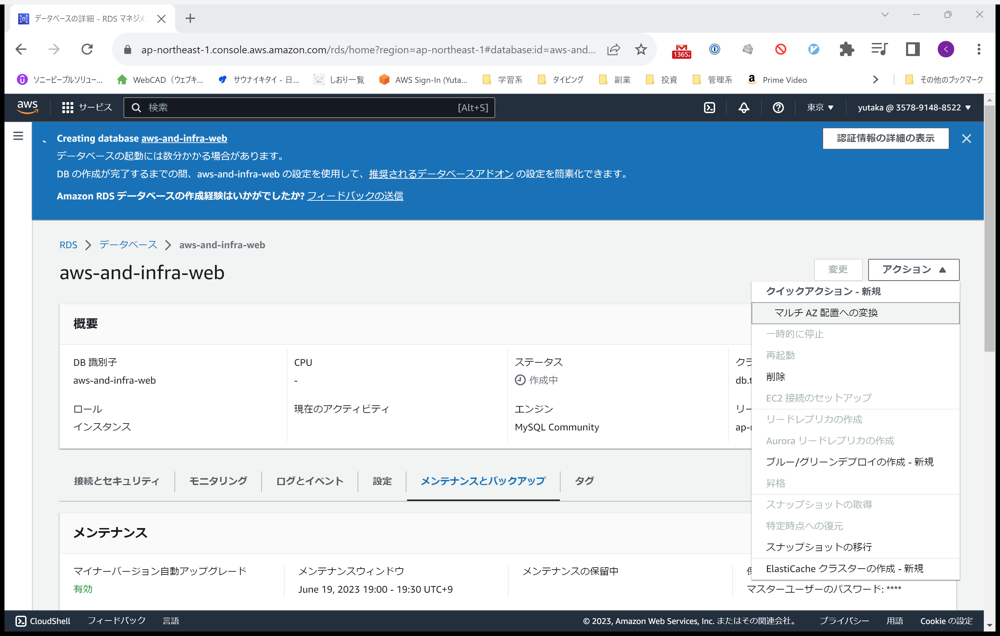 データベースの詳細 - RDS マネジメ
ap-northeast-1.console.aws.amazon.com/rds/home?region=ap-northeast-1#database:id=aws-and...
13652
ソニーピープルソリュー...
WebCAD（ウェブキ...
サウナイキタイ - 日...
しおり一覧
AWS Sign-In (Yuta...
学習系
タイピング
副業
投資
管理系
Prime Video
その他のブックマーク
aws
サービス
検索
[Alt+S]
東京
yutaka @ 3578-9148-8522
Creating database aws-and-infra-web
認証情報の詳細の表示
データベースの起動には数分かかる場合があります。
DB の作成が完了するまでの間、aws-and-infra-web の設定を使用して、推奨されるデータベースアドオン の設定を簡素化できます。
Amazon RDS データベースの作成経験はいかがでしたか? フィードバックの送信
RDS
データベース
aws-and-infra-web
aws-and-infra-web
変更
アクション
クイックアクション - 新規
マルチ AZ 配置への変換
一時的に停止
再起動
削除
EC2 接続のセットアップ
リードレプリカの作成
Aurora リードレプリカの作成
ブルー/グリーンデプロイの作成 - 新規
昇格
スナップショットの取得
特定時点への復元
スナップショットの移行
ElastiCache クラスターの作成 - 新規
概要
DB 識別子
aws-and-infra-web
CPU
-
ステータス
作成中
クラ
db.t
ロール
インスタンス
現在のアクティビティ
エンジン
MySQL Community
リー
接続とセキュリティ
モニタリング
ログとイベント
設定
メンテナンスとバックアップ
タグ
メンテナンス
マイナーバージョン自動アップグレード
有効
メンテナンスウィンドウ
June 19, 2023 19:00 - 19:30 UTC+9
メンテナンスの保留中
マスターユーザーのパスワード: ****
CloudShell
フィードバック
言語
© 2023, Amazon Web Services, Inc. またはその関連会社。
プライバシー
用語
Cookie の設定